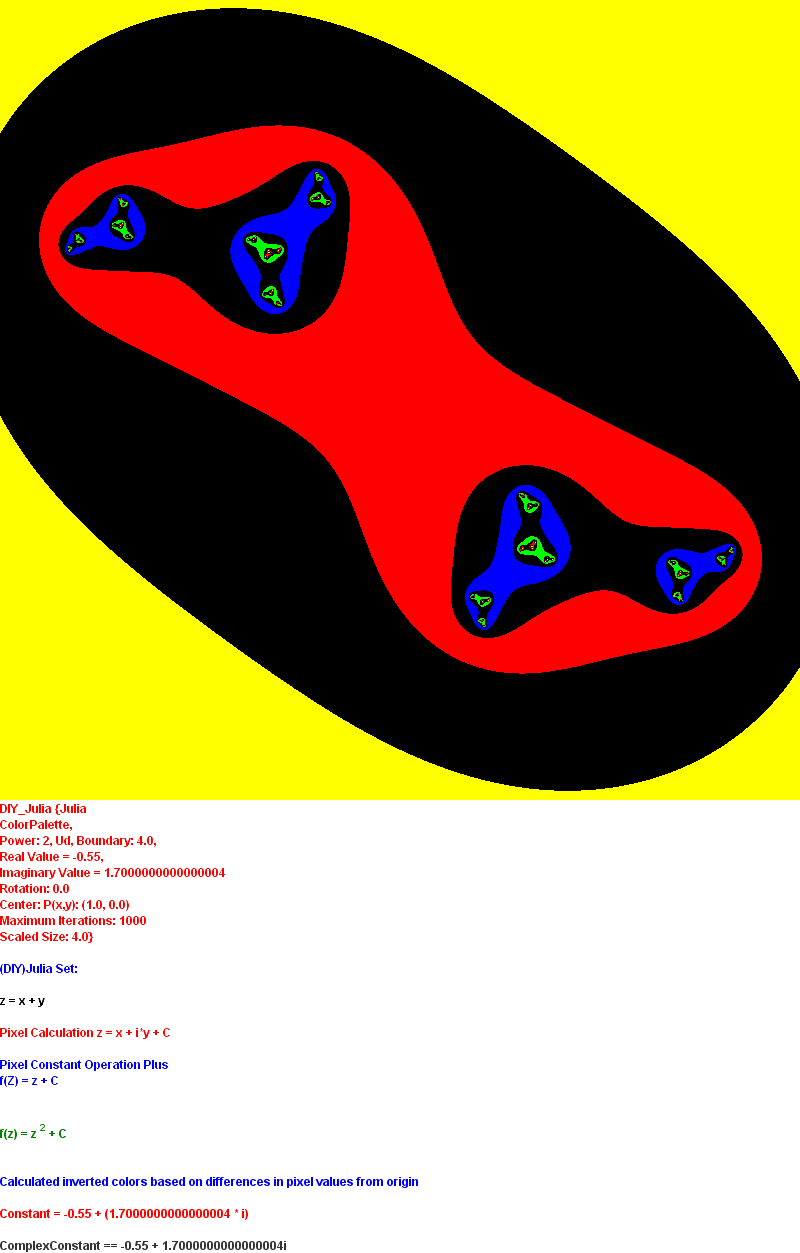 DIY_Julia {Julia
ColorPalette,
Power: 2, Ud, Boundary: 4.0,
Real Value = -0.55,
Imaginary Value = 1.7000000000000004
Rotation: 0.0
Center: P(x,y): (1.0, 0.0)
Maximum Iterations: 1000
Scaled Size: 4.0}
(DIY)Julia Set:
z = x + y
Pixel Calculation z = x + i*y + C
Pixel Constant Operation Plus
f(Z) = z + C
f(z) = z 2 + C
Calculated inverted colors based on differences in pixel values from origin
Constant = -0.55 + (1.7000000000000004 * i)
ComplexConstant == -0.55 + 1.7000000000000004i